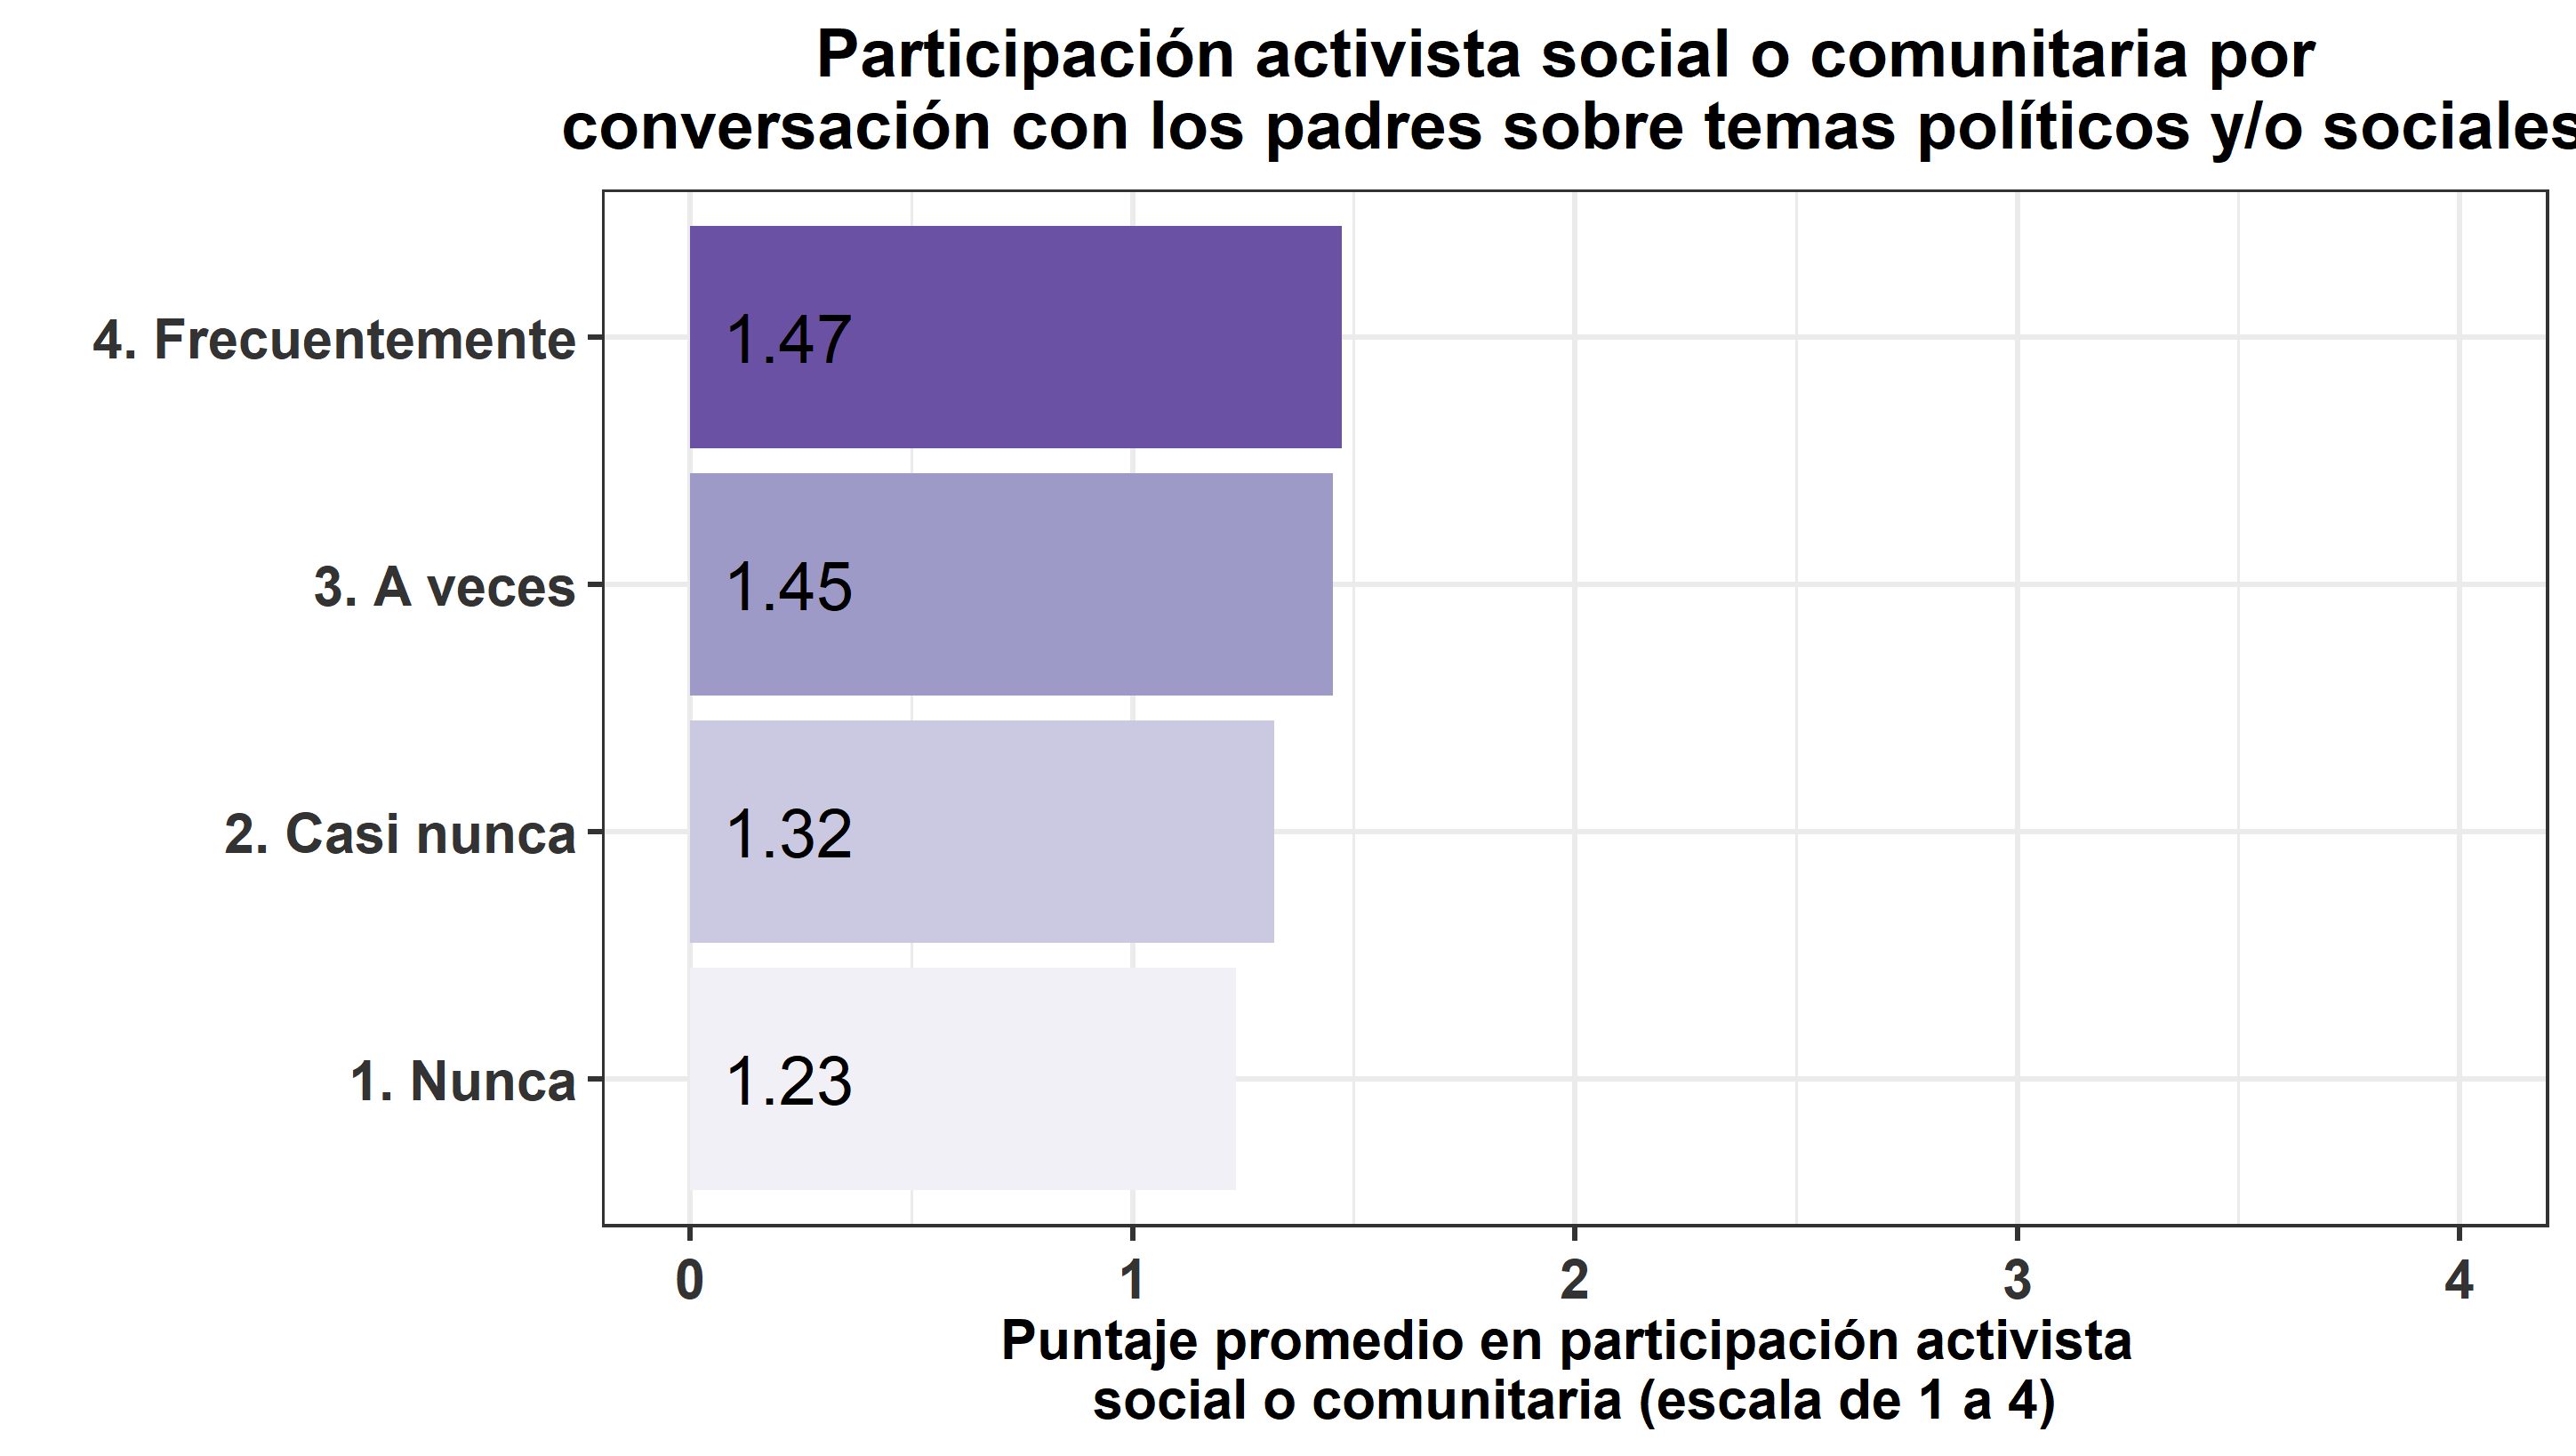 Participación activista social o comunitaria por
conversación con los padres sobre temas políticos y/o sociales
4. Frecuentemente
1.47
3. A veces
1.45
2. Casi nunca
1.32
1. Nunca
1.23
0 1 2 3 4
Puntaje promedio en participación activista
social o comunitaria (escala de 1 a 4)